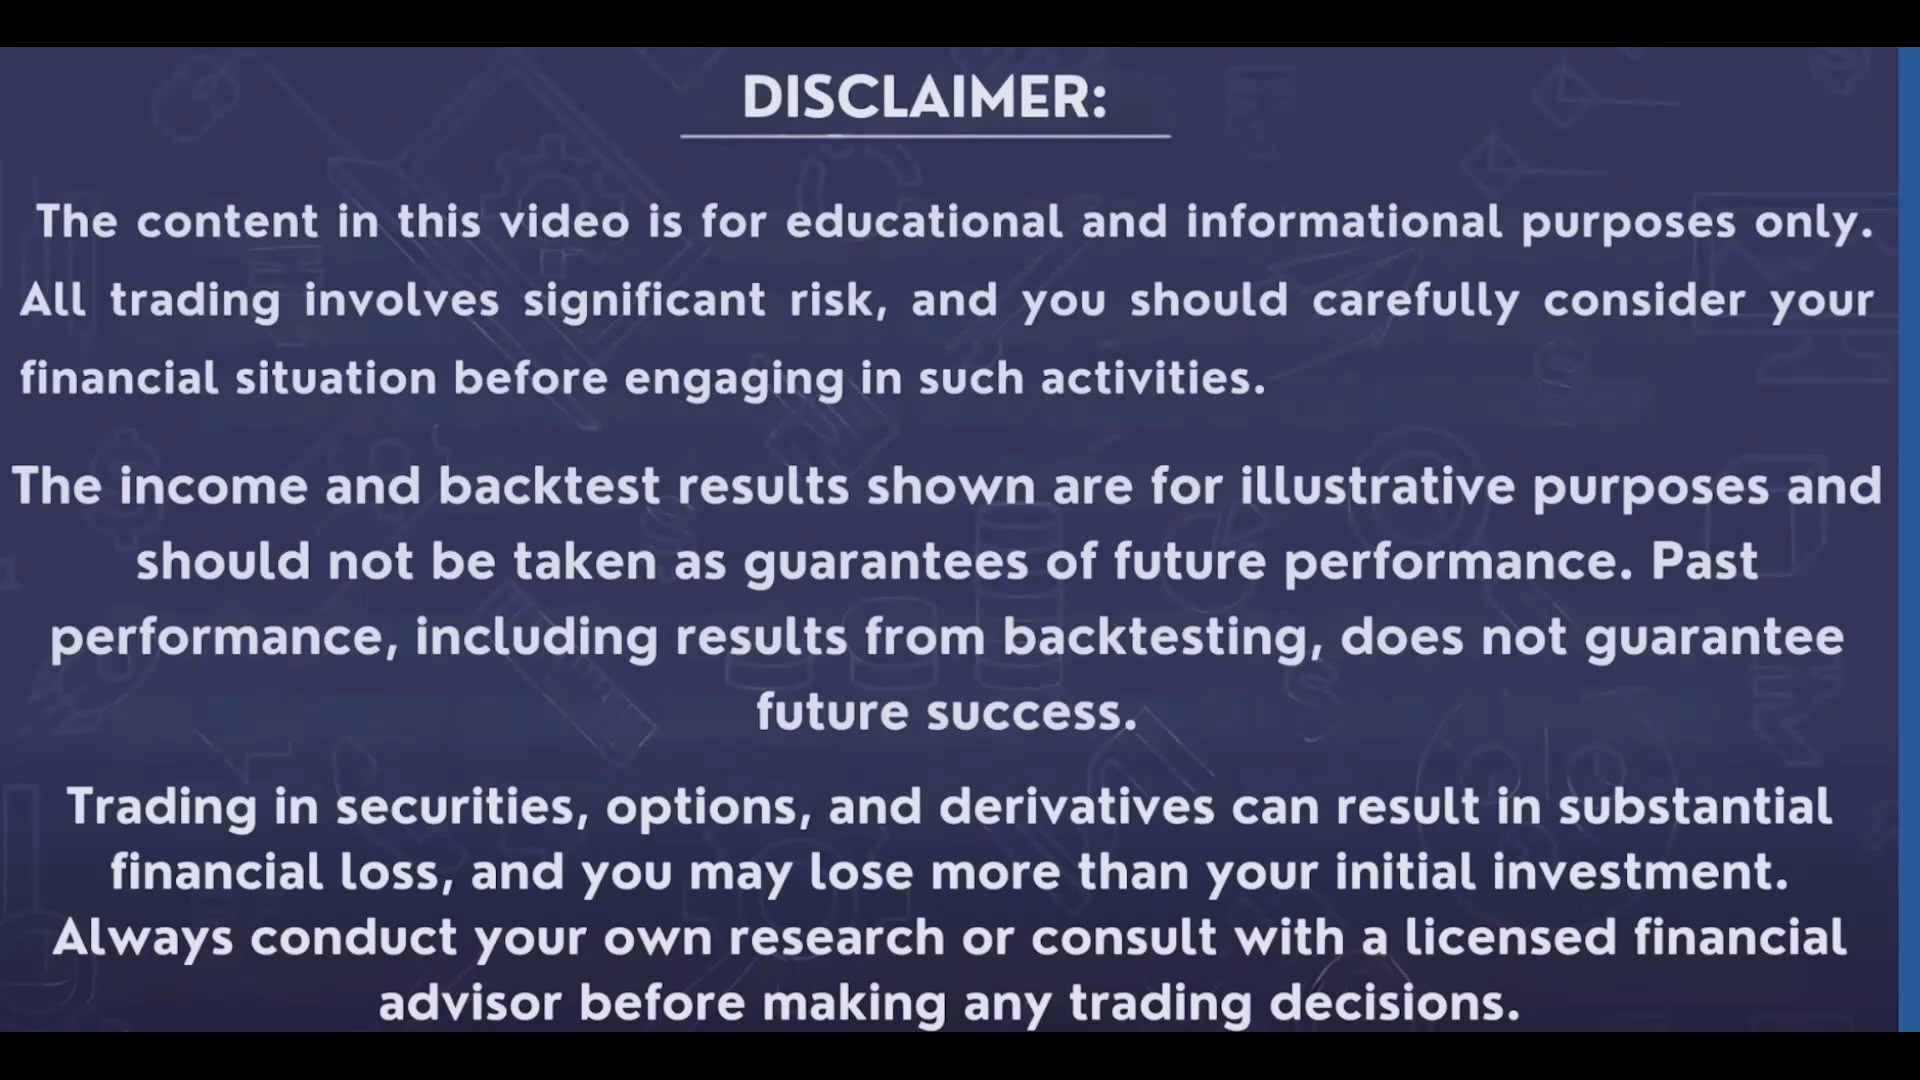 DISCLAIMER:
The content in this video is for educational and informational purposes only.
All trading involves significant risk, and you should carefully consider your
financial situation before engaging in such activities.
The income and backtest results shown are for illustrative purposes and
should not be taken as guarantees of future performance. Past
performance, including results from backtesting, does not guarantee
future success.
Trading in securities, options, and derivatives can result in substantial
financial loss, and you may lose more than your initial investment.
Always conduct your own research or consult with a licensed financial
advisor before making any trading decisions.